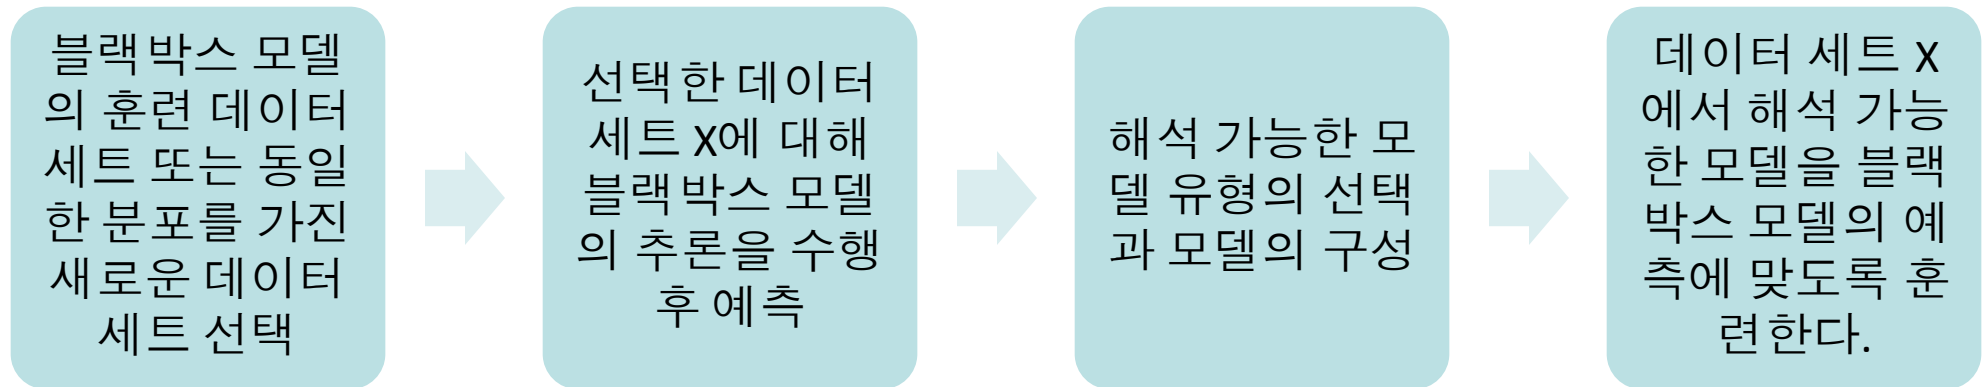 블랙박스 모델
의 훈련 데이터
세트 또는 동일
한 분포를 가진
새로운 데이터
세트 선택
선택한 데이터
세트 X에 대해
블랙박스 모델
의 추론을 수행
후 예측
해석 가능한 모
델 유형의 선택
과 모델의 구성
데이터 세트 X
에서 해석 가능
한 모델을 블랙
박스 모델의 예
측에 맞도록 훈
련한다.